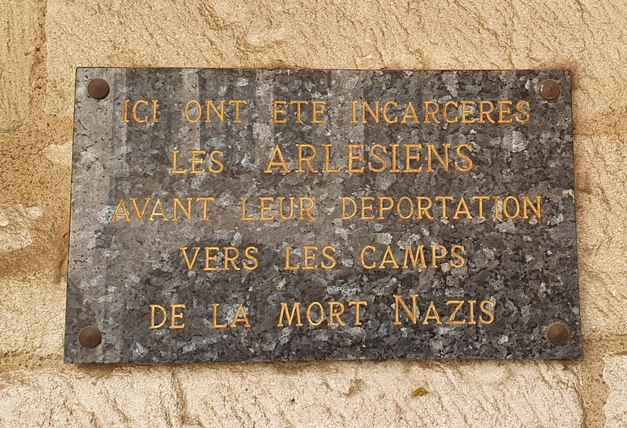 ICI ONT ETE INCARCERES
LES ARLESIENS
AVANT LEUR DEPORTATION
VERS LES CAMPS
DE LA MORT NAZIS